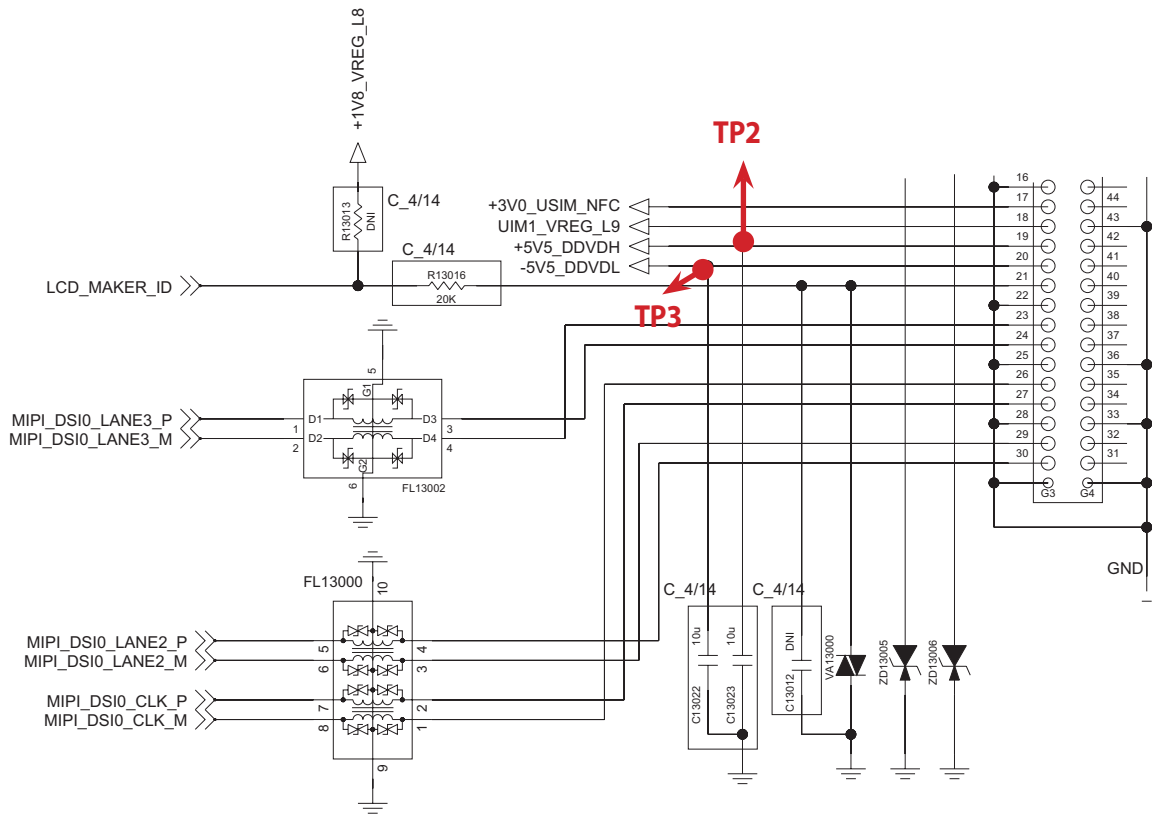 +1V8_VREG_L8
TP2
C_4/14
R13013
DNI
+3V0_USIM_NFC
UIM1_VREG_L9
+5V5_DDVDH
-5V5_DDVDL
C_4/14
LCD_MAKER_ID
R13016
20K
TP3
16
17
18
19
20
21
22
23
24
25
26
27
28
29
30
G3
44
43
42
41
40
39
38
37
36
35
34
33
32
31
G4
GND
5
G1
MIPI_DSI0_LANE3_P
MIPI_DSI0_LANE3_M
1
2
D1
D2
D3
D4
3
4
G2
6
FL13002
FL13000
10
MIPI_DSI0_LANE2_P
MIPI_DSI0_LANE2_M
MIPI_DSI0_CLK_P
MIPI_DSI0_CLK_M
5
6
7
8
4
3
2
1
9
C_4/14
10u
10u
C13022
C13023
C_4/14
DNI
C13012
VA13000
ZD13005
ZD13006